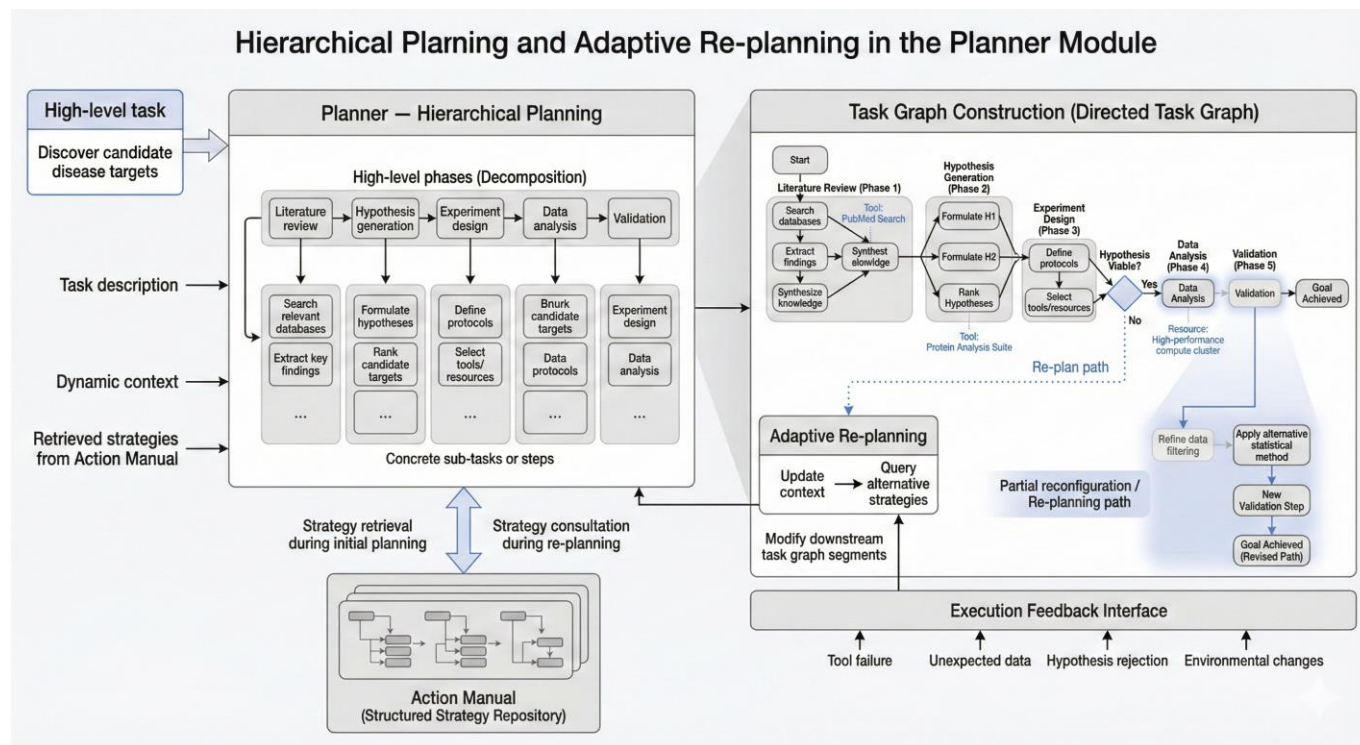 Hierarchical Plarning and Adaptive Re-planning in the Planner Module
High-level task
Discover candidate
disease targets
Task description
Dynamic context
Retrieved strategies
from Action Manual
Planner — Hierarchical Planning
High-level phases (Decomposition)
Literature
review
Hypothesis
generation
Experiment
design
Data
analysis
Validation
Search
relevant
databases
Extract key
findings
...
Formulate
hypotheses
Rank
candidate
targets
...
Define
protocols
Select
tools/
resources
...
Bnurk
candidate
targets
Data
protocols
...
Experiment
design
Data
analysis
...
Concrete sub-tasks or steps
Strategy retrieval
during initial planning
Strategy consultation
during re-planning
Action Manual
(Structured Strategy Repository)
Task Graph Construction (Directed Task Graph)
Start
Literature Review (Phase 1)
Search
databases
Extract
findings
Synthesize
knowledge
Tool:
PubMed Search
Synthest
elowidge
Hypothesis
Generation
(Phase 2)
Formulate H1
Formulate H2
Rank
Hypotheses
Tool:
Protein Analysis Suite
Experiment
Design
(Phase 3)
Define
protocols
Select
tools/resources
Hypothesis
Viable?
Yes
No
Data
Analysis
(Phase 4)
Data
Analysis
Resource:
High-performance
compute cluster
Validation
(Phase 5)
Validation
Goal
Achieved
Re-plan path
Adaptive Re-planning
Update
context
Query
alternative
strategies
Modify downstream
task graph segments
Partial reconfiguration /
Re-planning path
Refine data
filtering
Apply alternative
statistical
method
New
Validation Step
Goal Achieved
(Revised Path)
Execution Feedback Interface
Tool failure
Unexpected data
Hypothesis rejection
Environmental changes